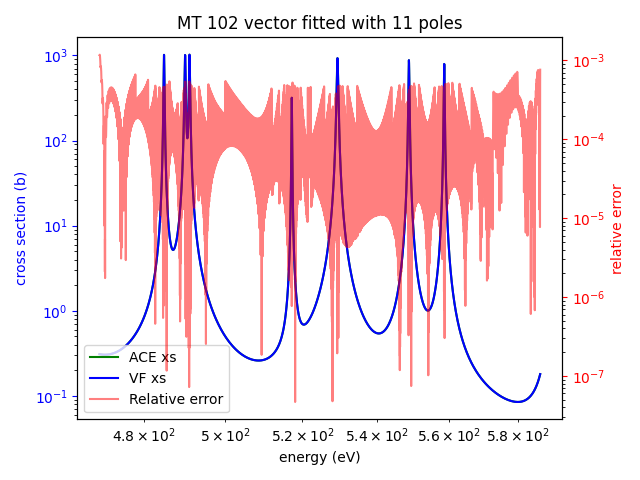 MT 102 vector fitted with 11 poles
10³
10²
10¹
10⁰
10⁻¹
cross section (b)
10⁻³
10⁻⁴
10⁻⁵
10⁻⁶
10⁻⁷
relative error
ACE xs
VF xs
Relative error
4.8 × 10²
5 × 10²
5.2 × 10²
5.4 × 10²
5.6 × 10²
5.8 × 10²
energy (eV)